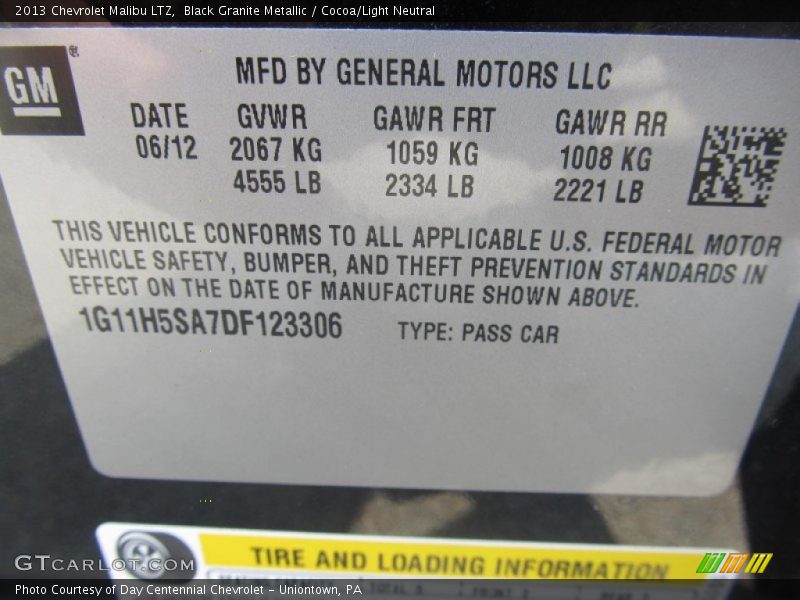 2013 Chevrolet Malibu LTZ, Black Granite Metallic / Cocoa/Light Neutral
GM®
MFD BY GENERAL MOTORS LLC
DATE GVWR GAWR FRT GAWR RR
06/12 2067 KG 1059 KG 1008 KG
4555 LB 2334 LB 2221 LB
THIS VEHICLE CONFORMS TO ALL APPLICABLE U.S. FEDERAL MOTOR
VEHICLE SAFETY, BUMPER, AND THEFT PREVENTION STANDARDS IN
EFFECT ON THE DATE OF MANUFACTURE SHOWN ABOVE.
1G11H5SA7DF123306 TYPE: PASS CAR
TIRE AND LOADING INFORMATION
GTCARLOT.COM
Photo Courtesy of Day Centennial Chevrolet - Uniontown, PA